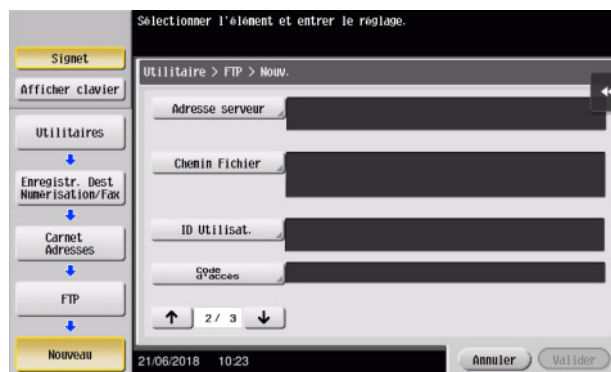 Sélectionner l'élément et entrer le réglage.
Signet
Afficher clavier
Utilitaires
Enregistr. Dest
Numérisation/Fax
Carnet
Adresses
FTP
Nouveau
Utilitaire > FTP > Nouv.
Adresse serveur
Chemin Fichier
ID Utilisat.
Code
d'accès
2/ 3
21/06/2018 10:23
Annuler
Valider